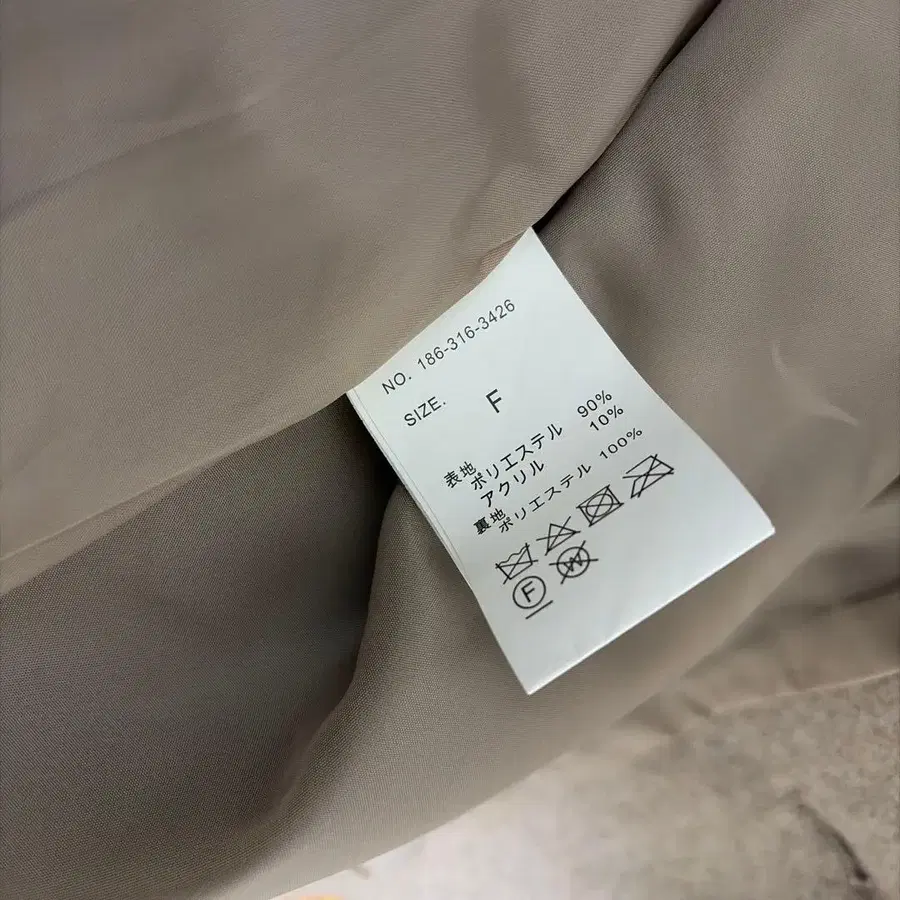 NO. 186-316-3426
SIZE. F
表地
ポリエステル 90%
アクリル 10%
裏地
ポリエステル 100%
F
W